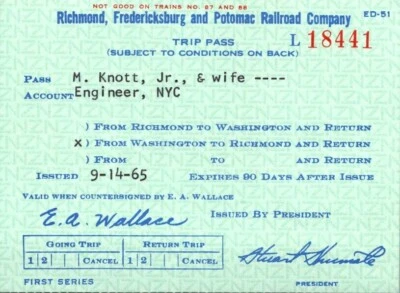 NOT GOOD ON TRAINS NO. 87 AND 88
Richmond, Fredericksburg and Potomac Railroad Company ED-51
TRIP PASS
(SUBJECT TO CONDITIONS ON BACK) L 18441
PASS M. Knott, Jr., & wife ----
ACCOUNT Engineer, NYC
) FROM RICHMOND TO WASHINGTON AND RETURN
X) FROM WASHINGTON TO RICHMOND AND RETURN
) FROM TO AND RETURN
ISSUED 9-14-65 EXPIRES 90 DAYS AFTER ISSUE
VALID WHEN COUNTERSIGNED BY E. A. WALLACE
E. A. Wallace ISSUED BY PRESIDENT
GOING TRIP RETURN TRIP
1 2 CANCEL 1 2 CANCEL
Stuart Shumate
FIRST SERIES PRESIDENT